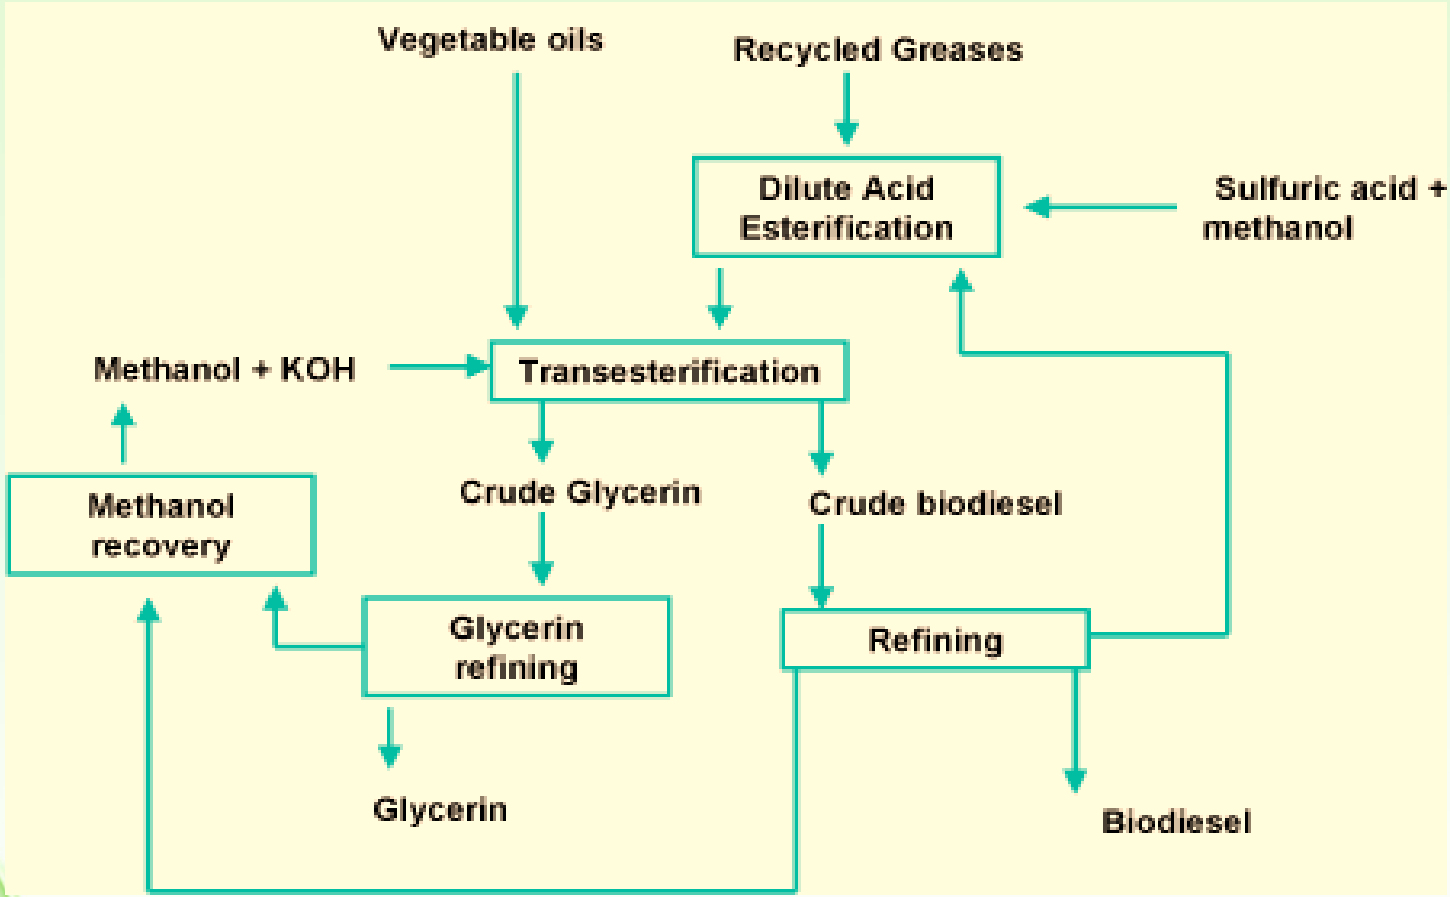 Vegetable oils
Recycled Greases
Dilute Acid
Esterification
Sulfuric acid +
methanol
Methanol + KOH
Transesterification
Methanol
recovery
Crude Glycerin
Crude biodiesel
Glycerin
refining
Refining
Glycerin
Biodiesel